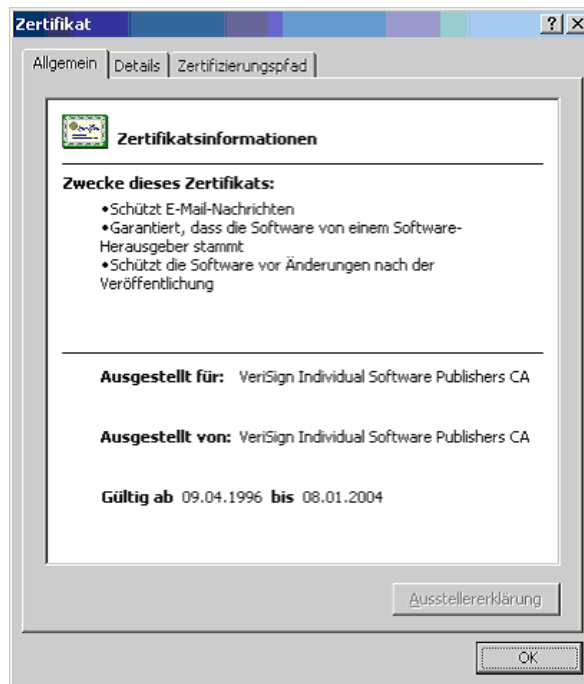 Zertifikat
Allgemein Details Zertifizierungspfad
Zertifikatsinformationen
Zwecke dieses Zertifikats:
•Schützt E-Mail-Nachrichten
•Garantiert, dass die Software von einem Software-
Herausgeber stammt
•Schützt die Software vor Änderungen nach der
Veröffentlichung
Ausgestellt für: VeriSign Individual Software Publishers CA
Ausgestellt von: VeriSign Individual Software Publishers CA
Gültig ab 09.04.1996 bis 08.01.2004
Ausstellererklärung
OK